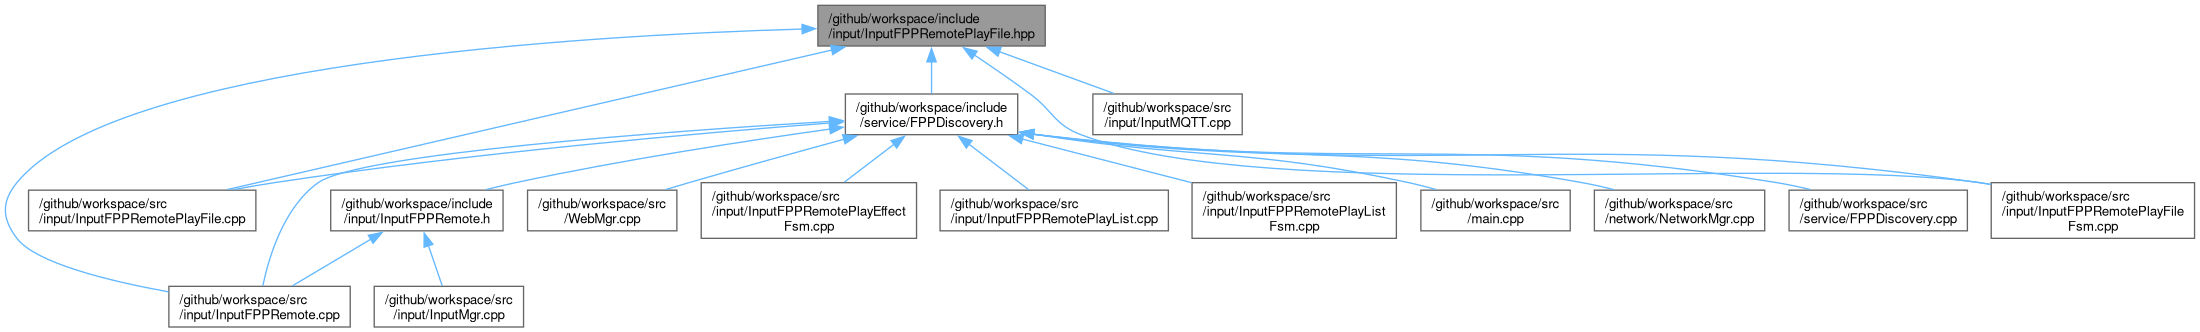 /github/workspace/include
/input/InputFPPRemotePlayFile.hpp
/github/workspace/include
/service/FPPDiscovery.h
/github/workspace/src
/input/InputMQTT.cpp
/github/workspace/src
/input/InputFPPRemotePlayFile.cpp
/github/workspace/include
/input/InputFPPRemote.h
/github/workspace/src
/WebMgr.cpp
/github/workspace/src
/input/InputFPPRemotePlayEffect
Fsm.cpp
/github/workspace/src
/input/InputFPPRemotePlayList.cpp
/github/workspace/src
/input/InputFPPRemotePlayList
Fsm.cpp
/github/workspace/src
/main.cpp
/github/workspace/src
/network/NetworkMgr.cpp
/github/workspace/src
/service/FPPDiscovery.cpp
/github/workspace/src
/input/InputFPPRemotePlayFile
Fsm.cpp
/github/workspace/src
/input/InputFPPRemote.cpp
/github/workspace/src
/input/InputMgr.cpp